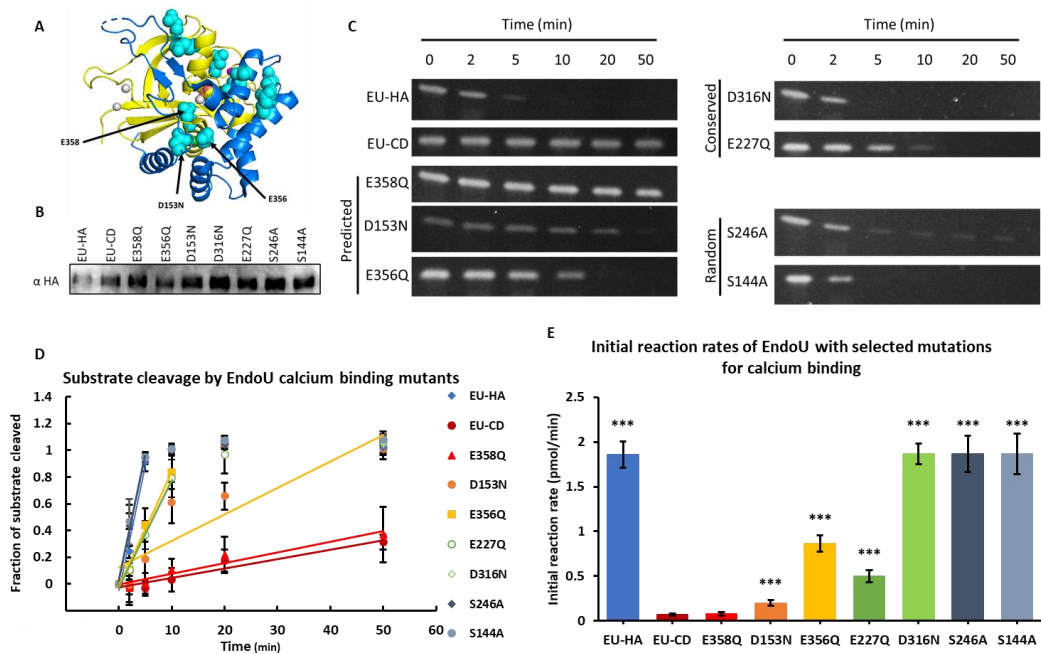 A
E358
D153N
E356
B
EU-HA
EU-CD
E358Q
E356Q
D153N
D316N
E227Q
S246A
S144A
α HA
C
Time (min)
0 2 5 10 20 50
EU-HA
EU-CD
Predicted
E358Q
D153N
E356Q
Time (min)
0 2 5 10 20 50
Conserved
D316N
E227Q
Random
S246A
S144A
D
Substrate cleavage by EndoU calcium binding mutants
Fraction of substrate cleaved
1.4
1.2
1
0.8
0.6
0.4
0.2
0
0 10 20 30 40 50 60
Time (min)
EU-HA
EU-CD
E358Q
D153N
E356Q
E227Q
D316N
S246A
S144A
E
Initial reaction rates of EndoU with selected mutations
for calcium binding
Initial reaction rate (pmol/min)
2.5
2
1.5
1
0.5
0
*** *** *** *** *** *** ***
EU-HA EU-CD E358Q D153N E356Q E227Q D316N S246A S144A